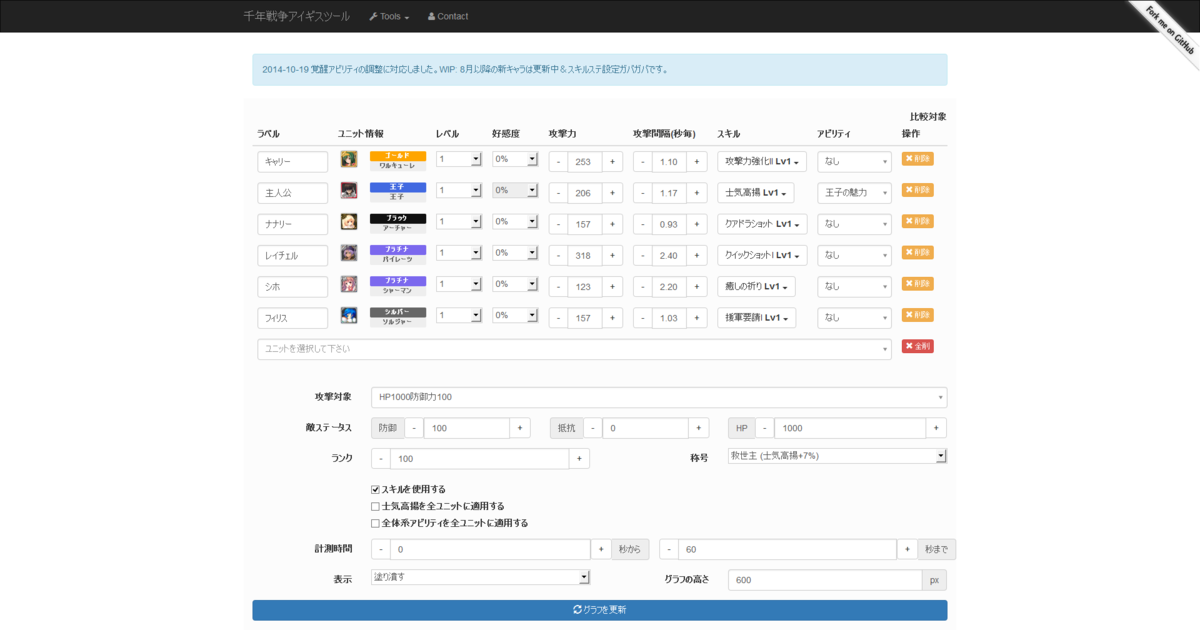 千年戦争アイギスツール Tools Contact
Fork me on GitHub
2014-10-19 覚醒アビリティの調整に対応しました。WIP: 8月以降の新キャラは更新中＆スキルステ設定ガバガバです。
比較対象
ラベル ユニット情報 レベル 好感度 攻撃力 攻撃間隔(秒毎) スキル アビリティ 操作
キャリー ゴールド ワルキューレ 1 0% - 253 + - 1.10 + 攻撃力強化II Lv1 なし 削除
主人公 王子 王子 1 0% - 206 + - 1.17 + 士気高揚 Lv1 王子の魅力 削除
ナナリー ブラック アーチャー 1 0% - 157 + - 0.93 + クアドラショット Lv1 なし 削除
レイチェル プラチナ パイレーツ 1 0% - 318 + - 2.40 + クイックショットI Lv1 なし 削除
シホ プラチナ シャーマン 1 0% - 123 + - 2.20 + 癒しの祈り Lv1 なし 削除
フィリス シルバー ソルジャー 1 0% - 157 + - 1.03 + 援軍要請I Lv1 なし 削除
ユニットを選択して下さい 全削
攻撃対象 HP1000防御力100
敵ステータス 防御 - 100 + 抵抗 - 0 + HP - 1000 +
ランク - 100 + 称号 救世主 (士気高揚+7%)
スキルを使用する
士気高揚を全ユニットに適用する
全体系アビリティを全ユニットに適用する
計測時間 - 0 + 秒から - 60 + 秒まで
表示 塗り潰す グラフの高さ 600 px
グラフを更新